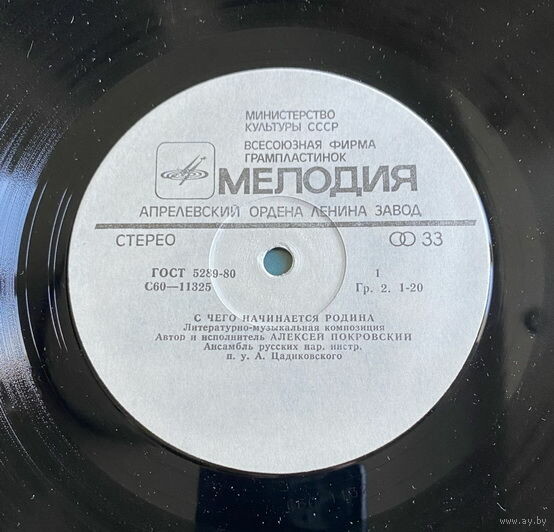 МИНИСТЕРСТВО
КУЛЬТУРЫ СССР
ВСЕСОЮЗНАЯ ФИРМА
ГРАМПЛАСТИНОК
МЕЛОДИЯ
АПРЕЛЕВСКИЙ ОРДЕНА ЛЕНИНА ЗАВОД
СТЕРЕО 33
ГОСТ 5289-80 1
С60—11325 Гр. 2. 1-20
С ЧЕГО НАЧИНАЕТСЯ РОДИНА
Литературно-музыкальная композиция
Автор и исполнитель АЛЕКСЕЙ ПОКРОВСКИЙ
Ансамбль русских нар. инстр.
п. у. А. Цадиковского
www.ay.by